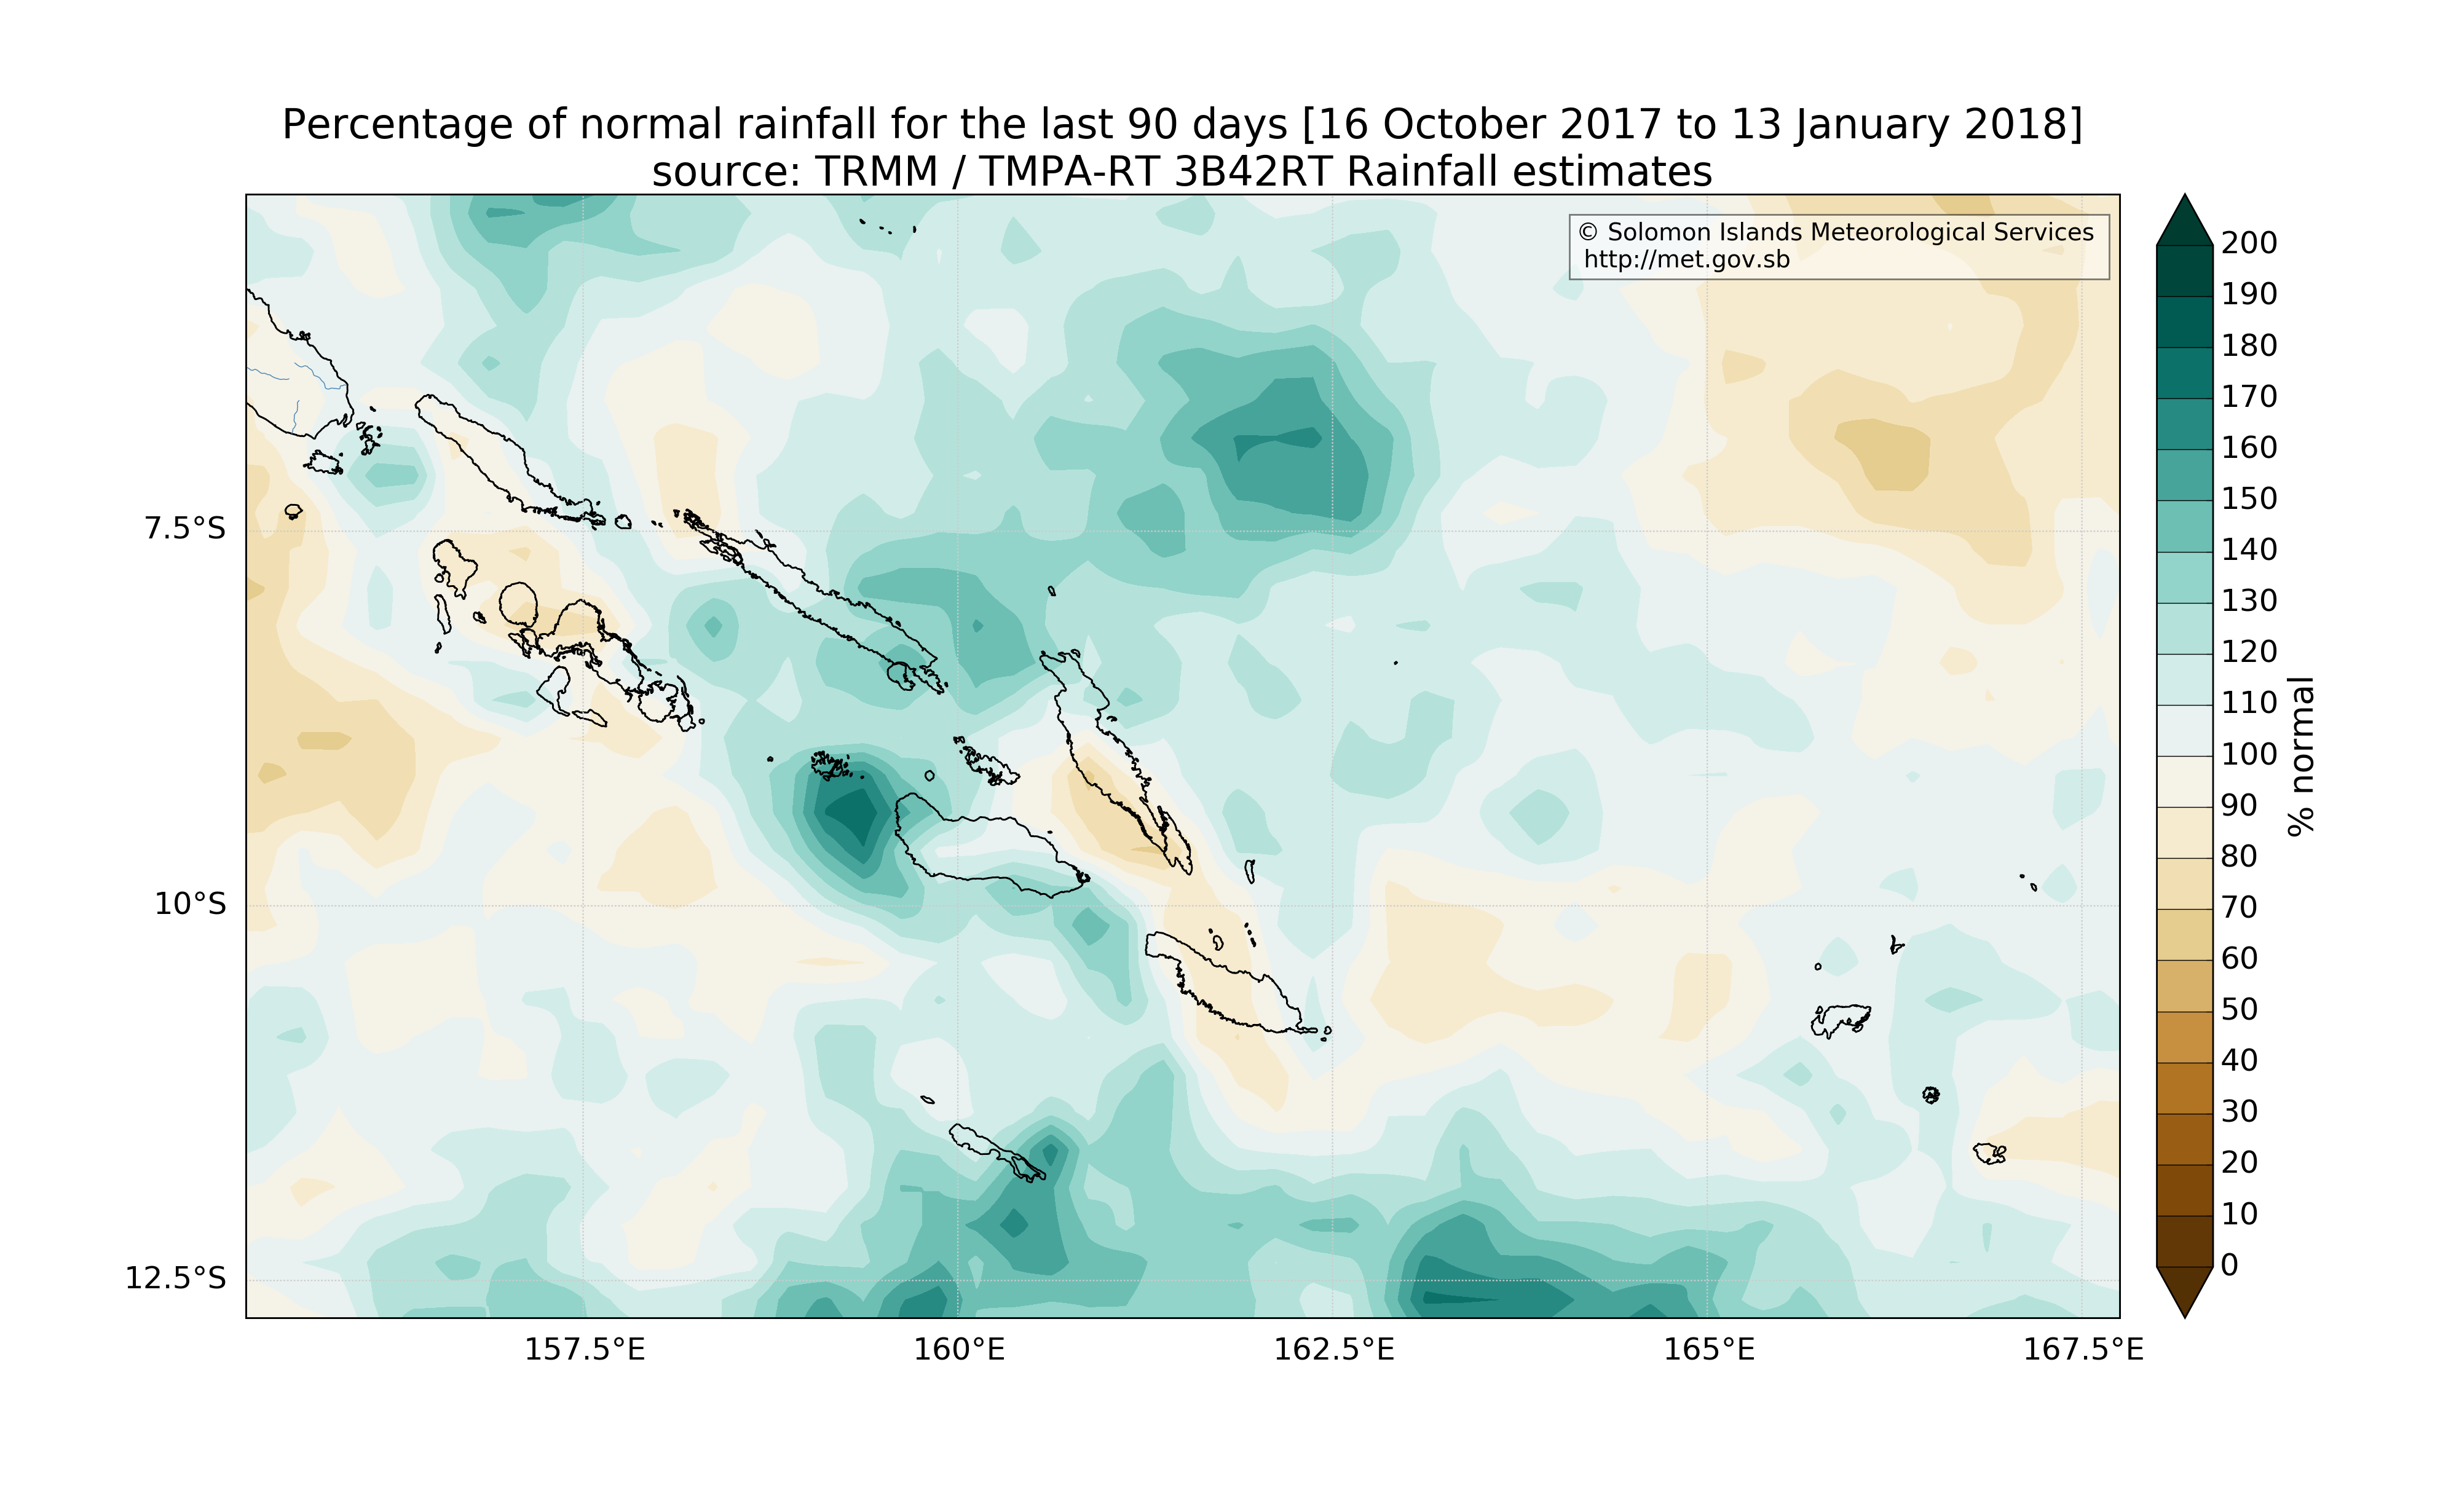 Percentage of normal rainfall for the last 90 days [16 October 2017 to 13 January 2018]
source: TRMM / TMPA-RT 3B42RT Rainfall estimates
© Solomon Islands Meteorological Services
http://met.gov.sb
7.5°S
10°S
12.5°S
157.5°E
160°E
162.5°E
165°E
167.5°E
200
190
180
170
160
150
140
130
120
110
100
90
80
70
60
50
40
30
20
10
0
% normal